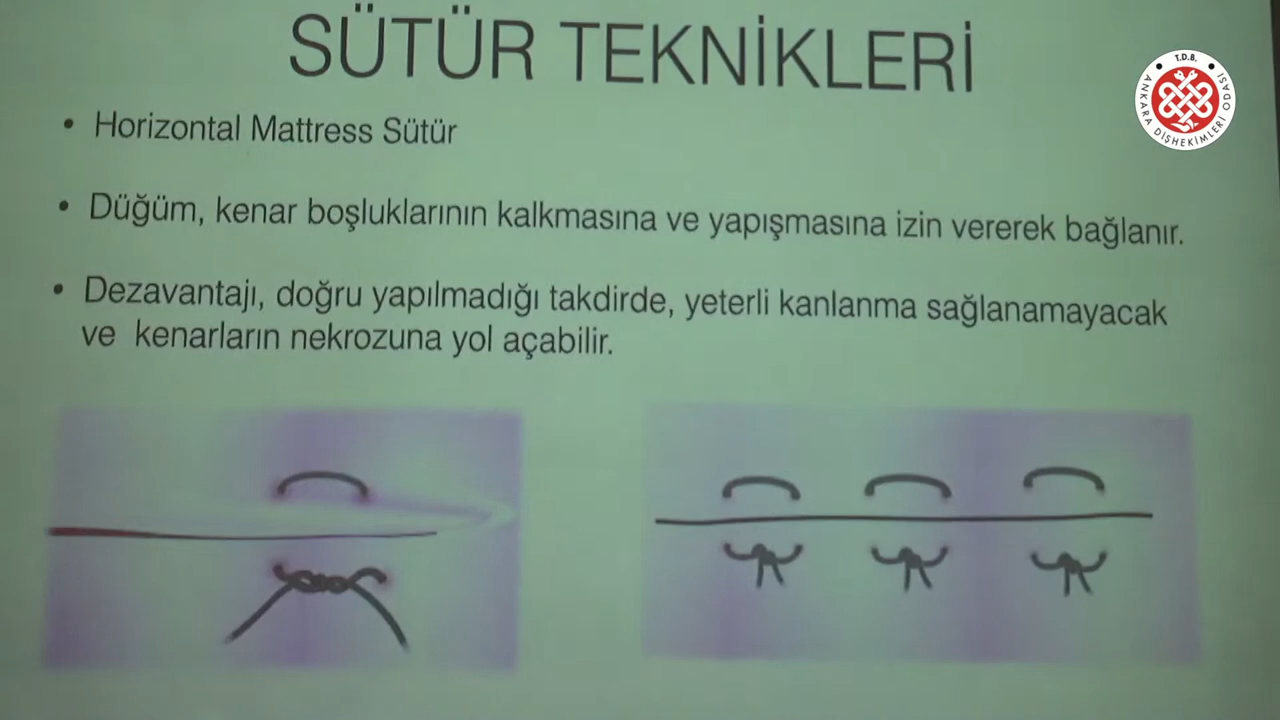 SÜTÜR TEKNİKLERİ
T.D.B.
ANKARA DİŞHEKİMLERİ ODASI
• Horizontal Mattress Sütür
• Düğüm, kenar boşluklarının kalkmasına ve yapışmasına izin vererek bağlanır.
• Dezavantajı, doğru yapılmadığı takdirde, yeterli kanlanma sağlanamayacak
ve kenarların nekrozuna yol açabilir.